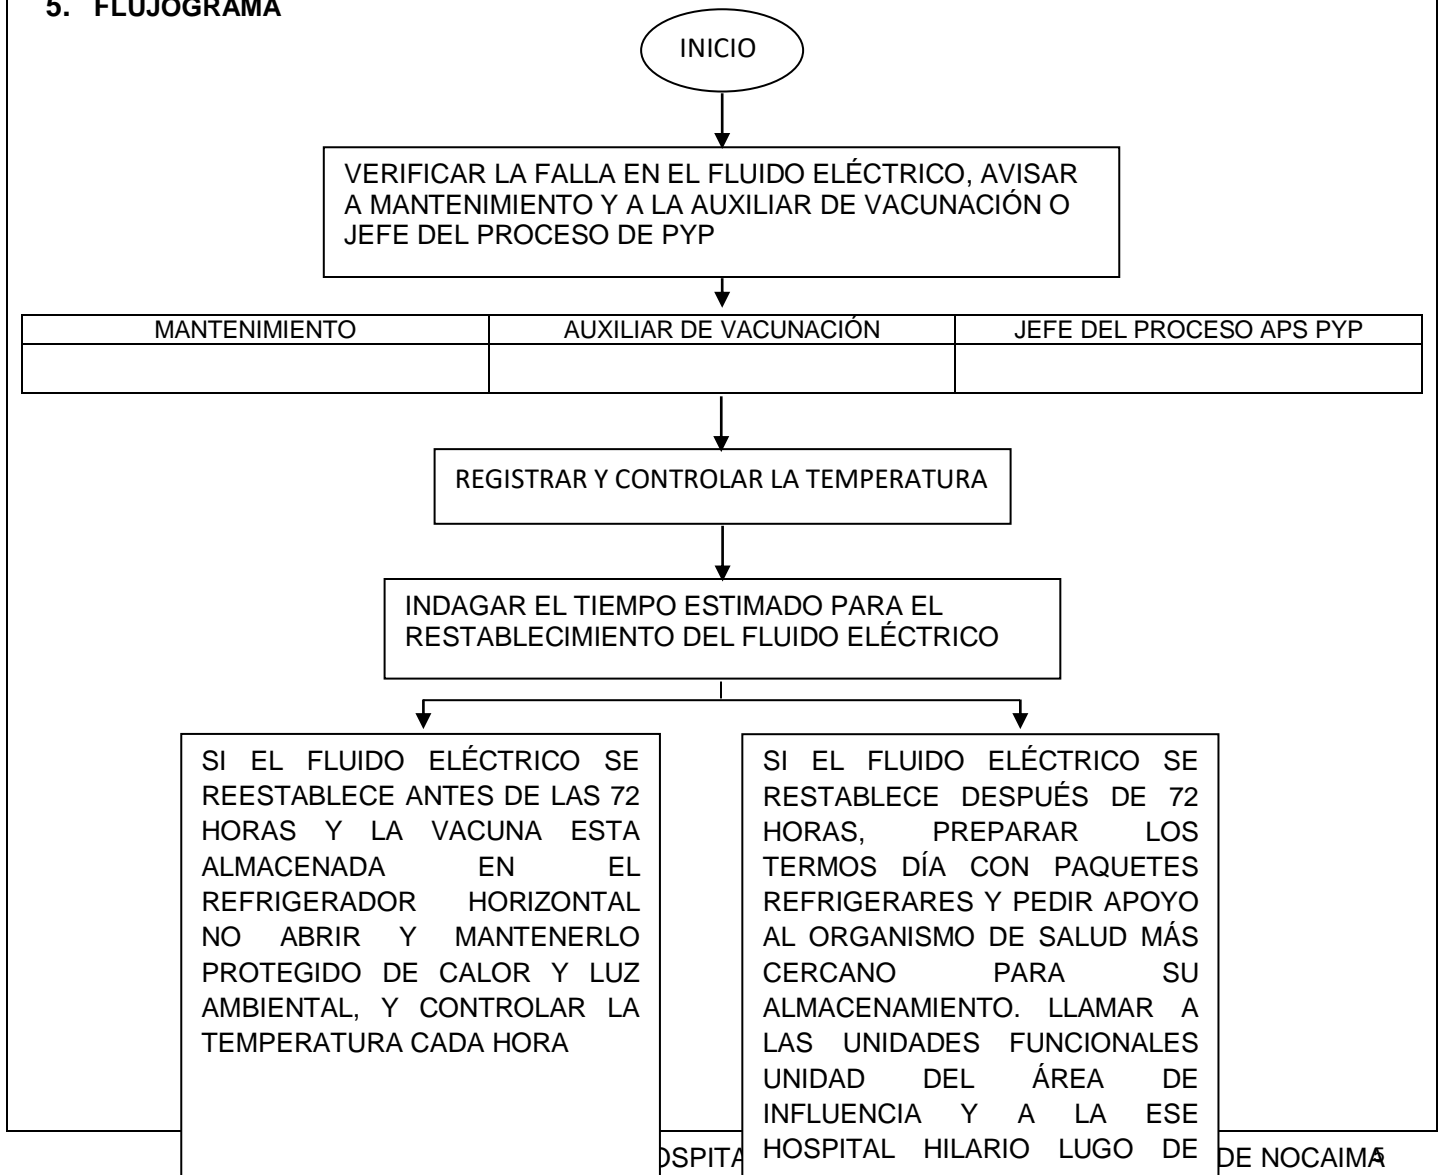 5. FLUJOGRAMA
INICIO
VERIFICAR LA FALLA EN EL FLUIDO ELÉCTRICO, AVISAR
A MANTENIMIENTO Y A LA AUXILIAR DE VACUNACIÓN O
JEFE DEL PROCESO DE PYP
MANTENIMIENTO AUXILIAR DE VACUNACIÓN JEFE DEL PROCESO APS PYP
REGISTRAR Y CONTROLAR LA TEMPERATURA
INDAGAR EL TIEMPO ESTIMADO PARA EL
RESTABLECIMIENTO DEL FLUIDO ELÉCTRICO
SI EL FLUIDO ELÉCTRICO SE
REESTABLECE ANTES DE LAS 72
HORAS Y LA VACUNA ESTA
ALMACENADA EN EL
REFRIGERADOR HORIZONTAL
NO ABRIR Y MANTENERLO
PROTEGIDO DE CALOR Y LUZ
AMBIENTAL, Y CONTROLAR LA
TEMPERATURA CADA HORA
SI EL FLUIDO ELÉCTRICO SE
RESTABLECE DESPUÉS DE 72
HORAS, PREPARAR LOS
TERMOS DÍA CON PAQUETES
REFRIGERARES Y PEDIR APOYO
AL ORGANISMO DE SALUD MÁS
CERCANO PARA SU
ALMACENAMIENTO. LLAMAR A
LAS UNIDADES FUNCIONALES
UNIDAD DEL ÁREA DE
INFLUENCIA Y A LA ESE
HOSPITAL HILARIO LUGO DE
DE NOCAIMA
5